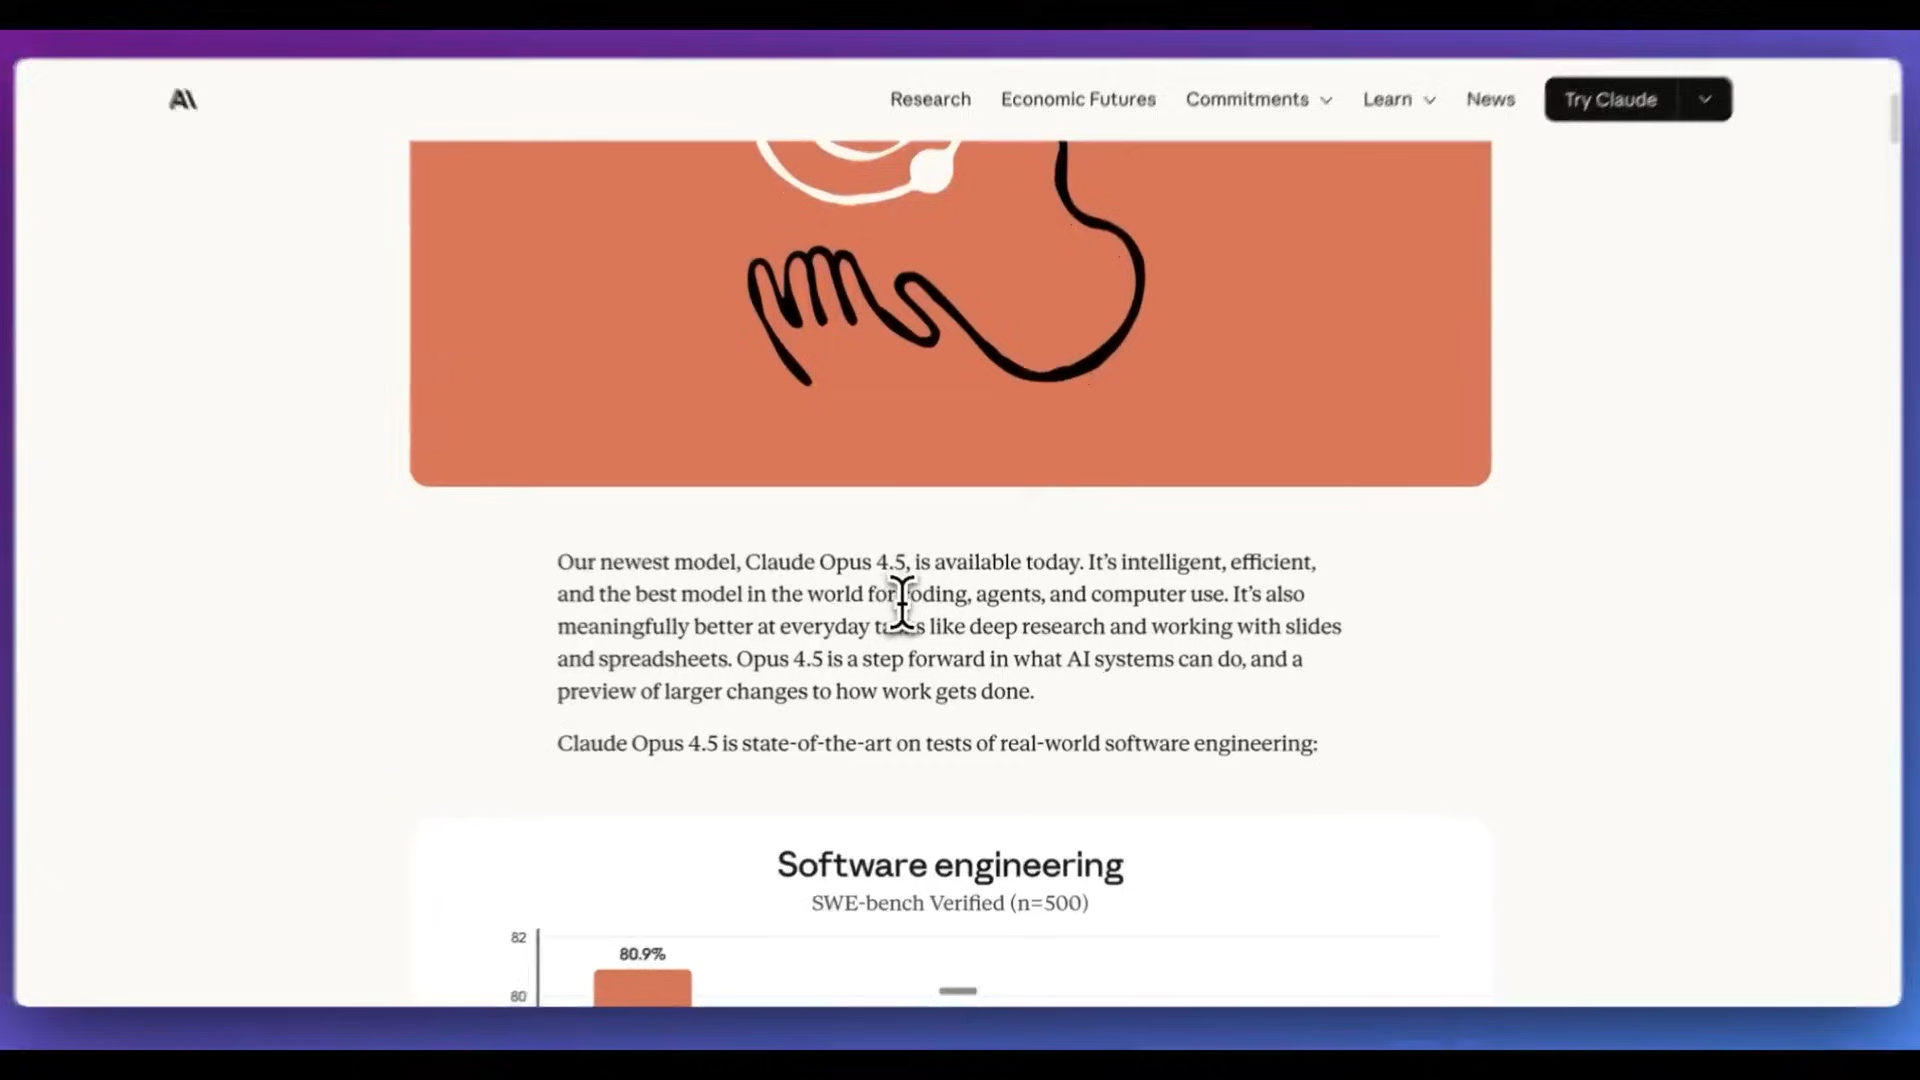 Research Economic Futures Commitments Learn News Try Claude
Our newest model, Claude Opus 4.5, is available today. It’s intelligent, efficient,
and the best model in the world for oding, agents, and computer use. It’s also
meaningfully better at everyday like deep research and working with slides
and spreadsheets. Opus 4.5 is a step forward in what AI systems can do, and a
preview of larger changes to how work gets done.
Claude Opus 4.5 is state-of-the-art on tests of real-world software engineering:
Software engineering
SWE-bench Verified (n=500)
82
80.9%
80